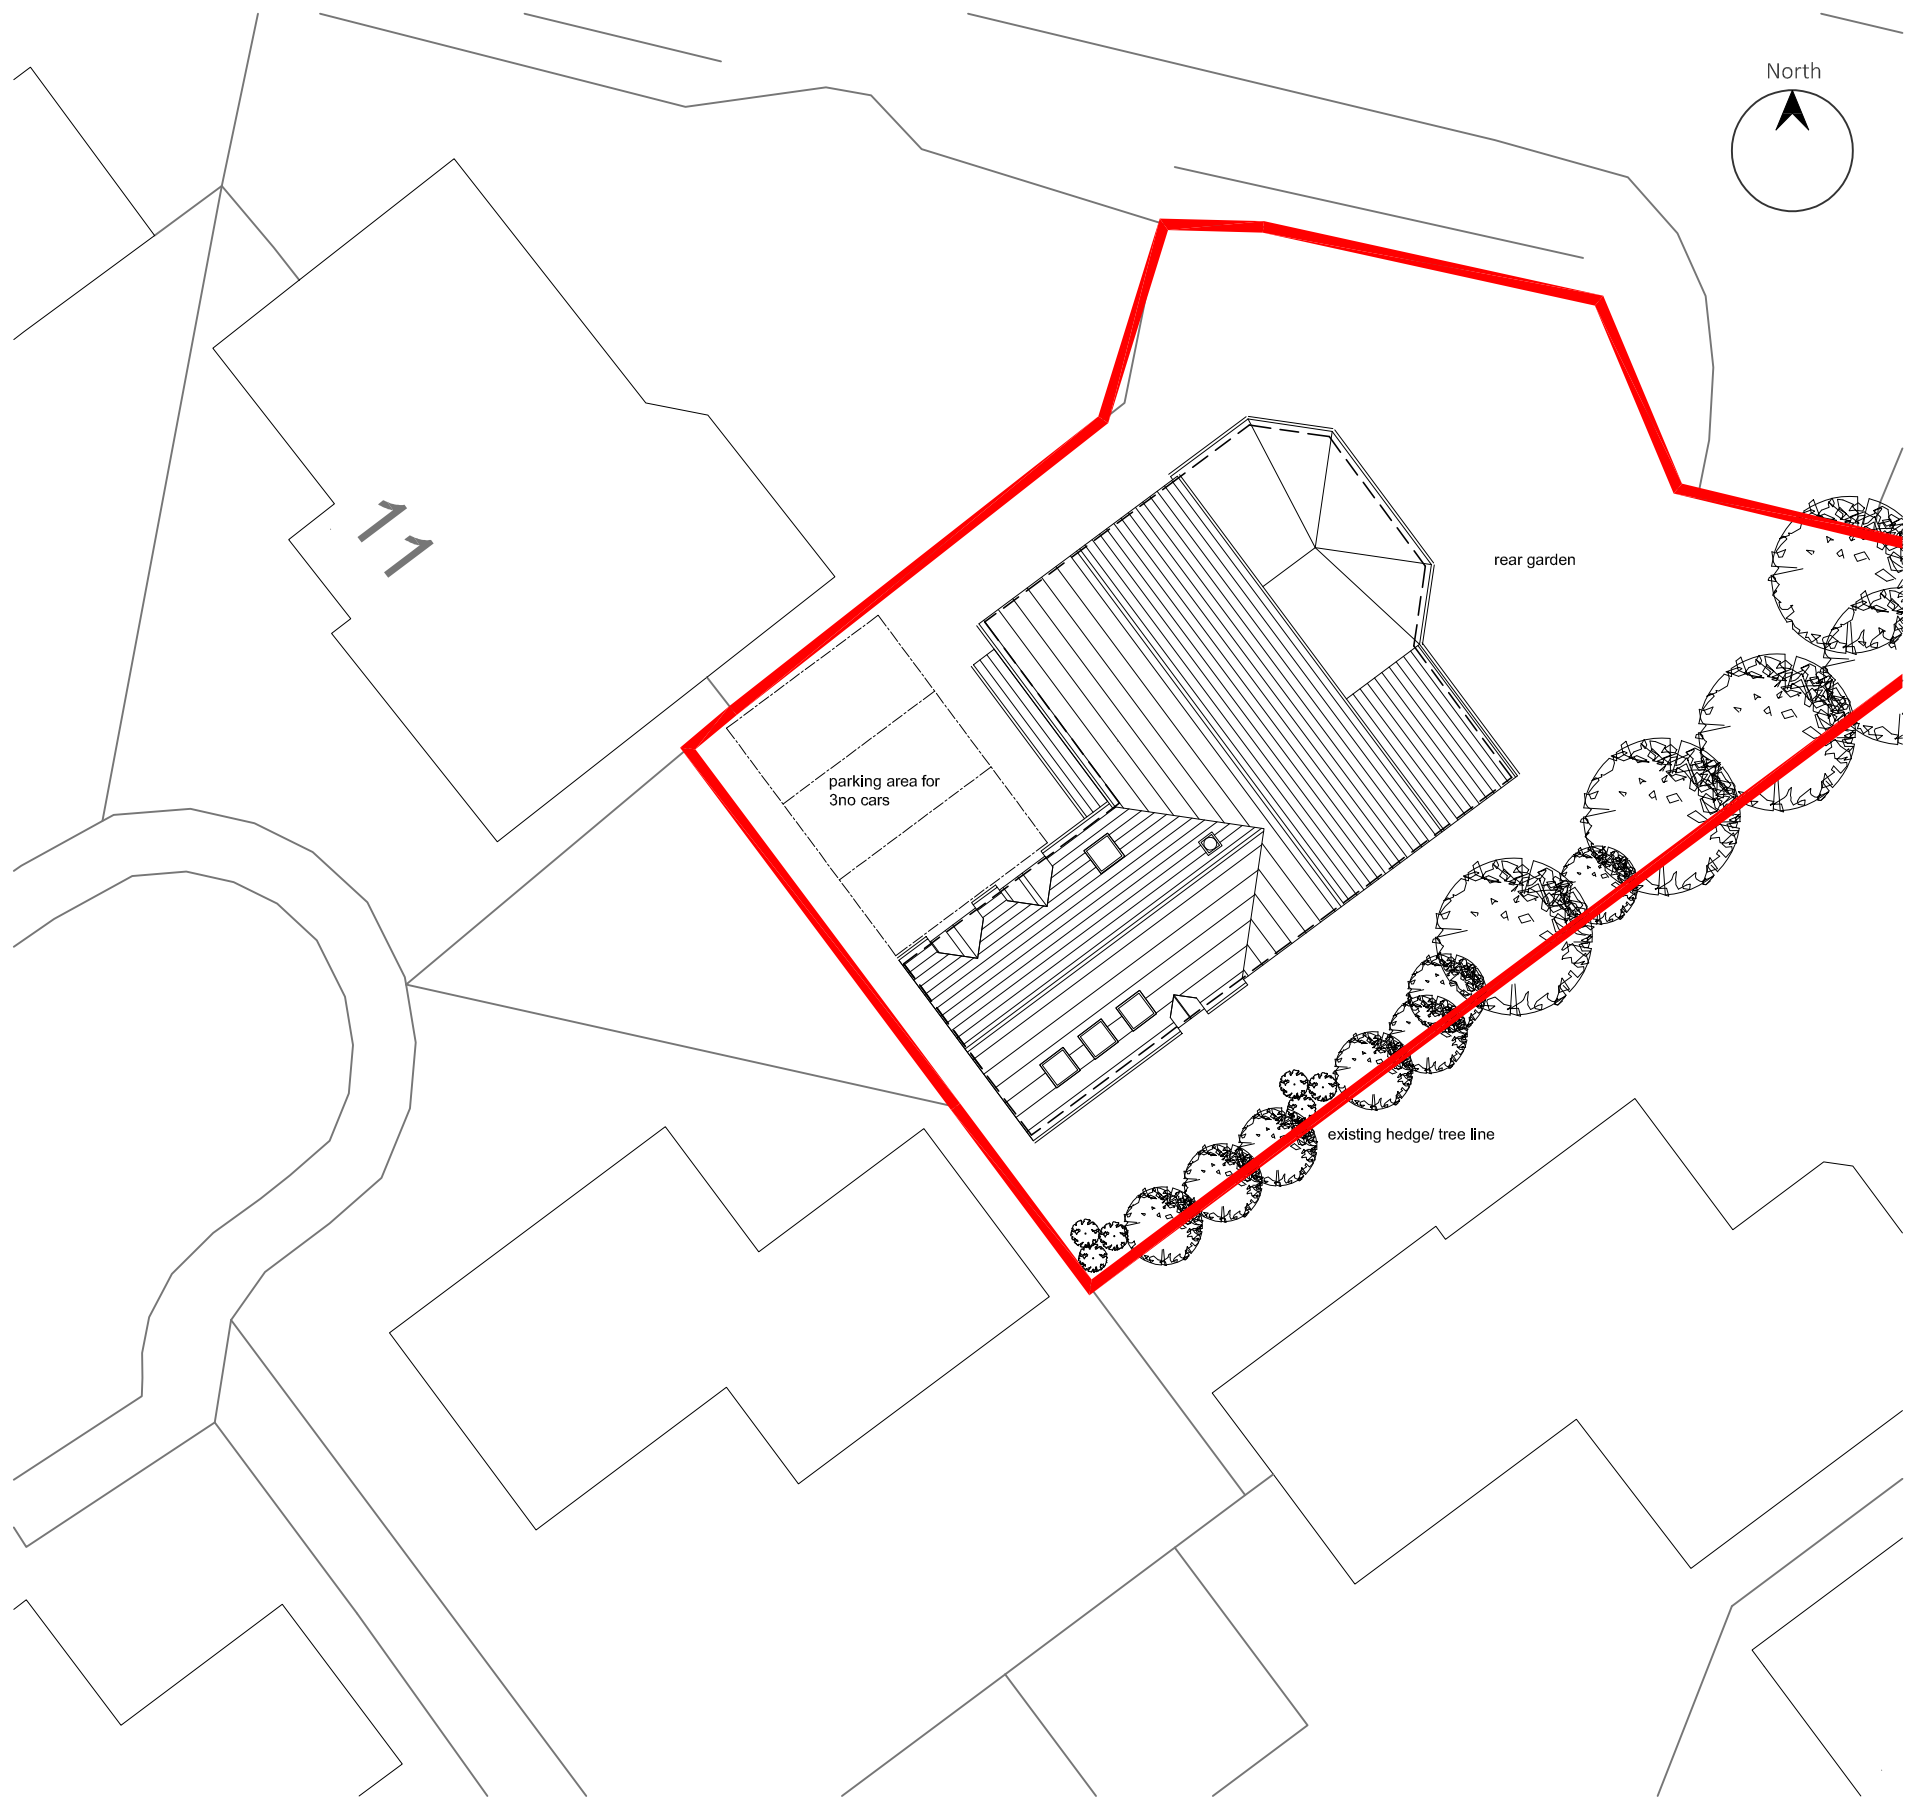 North
11
rear garden
parking area for
3no cars
existing hedge/ tree line